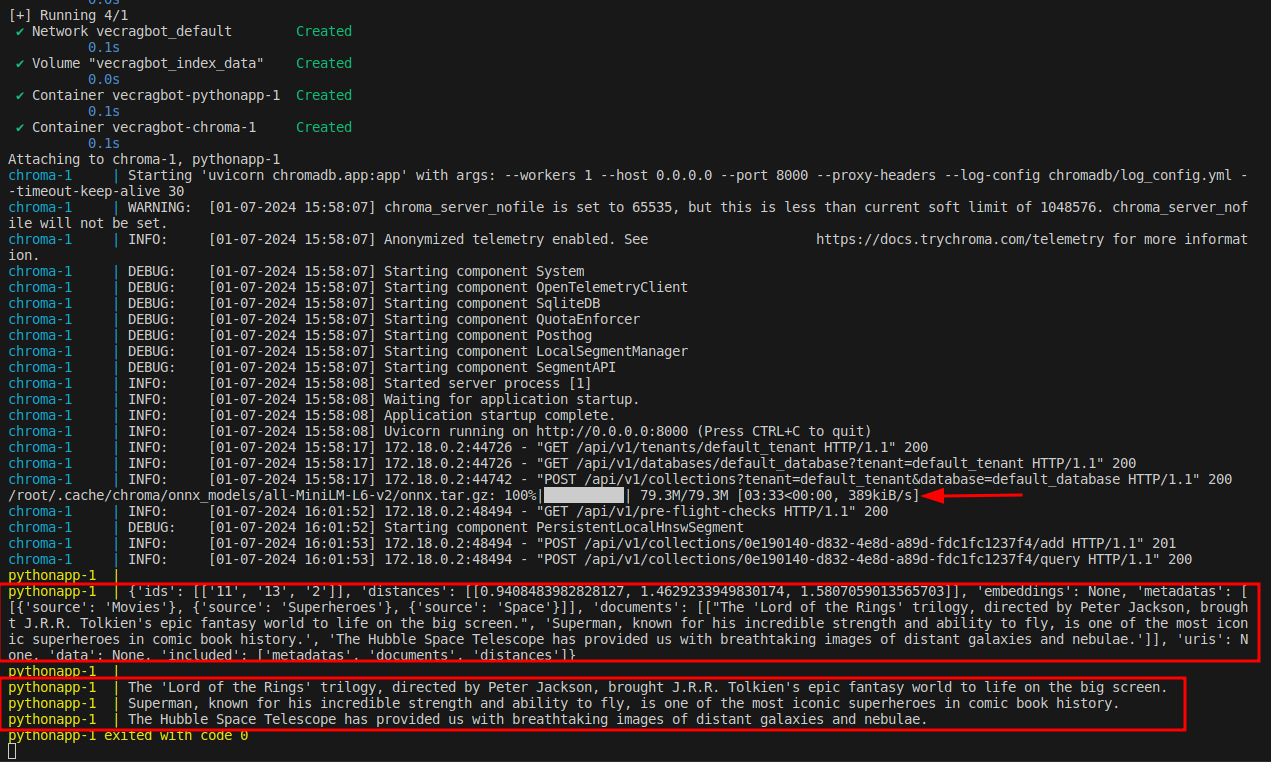 0.0s
[+] Running 4/1
✔ Network vecragbot_default        Created
0.1s
✔ Volume "vecragbot_index_data"    Created
0.0s
✔ Container vecragbot-pythonapp-1  Created
0.1s
✔ Container vecragbot-chroma-1     Created
0.1s
Attaching to chroma-1, pythonapp-1
chroma-1     | Starting 'uvicorn chromadb.app:app' with args: --workers 1 --host 0.0.0.0 --port 8000 --proxy-headers --log-config chromadb/log_config.yml -
-timeout-keep-alive 30
chroma-1     | WARNING:  [01-07-2024 15:58:07] chroma_server_nofile is set to 65535, but this is less than current soft limit of 1048576. chroma_server_nof
ile will not be set.
chroma-1     | INFO:     [01-07-2024 15:58:07] Anonymized telemetry enabled. See                     https://docs.trychroma.com/telemetry for more informat
ion.
chroma-1     | DEBUG:    [01-07-2024 15:58:07] Starting component System
chroma-1     | DEBUG:    [01-07-2024 15:58:07] Starting component OpenTelemetryClient
chroma-1     | DEBUG:    [01-07-2024 15:58:07] Starting component SqliteDB
chroma-1     | DEBUG:    [01-07-2024 15:58:07] Starting component QuotaEnforcer
chroma-1     | DEBUG:    [01-07-2024 15:58:07] Starting component Posthog
chroma-1     | DEBUG:    [01-07-2024 15:58:07] Starting component LocalSegmentManager
chroma-1     | DEBUG:    [01-07-2024 15:58:07] Starting component SegmentAPI
chroma-1     | INFO:     [01-07-2024 15:58:08] Started server process [1]
chroma-1     | INFO:     [01-07-2024 15:58:08] Waiting for application startup.
chroma-1     | INFO:     [01-07-2024 15:58:08] Application startup complete.
chroma-1     | INFO:     [01-07-2024 15:58:08] Uvicorn running on http://0.0.0.0:8000 (Press CTRL+C to quit)
chroma-1     | INFO:     [01-07-2024 15:58:17] 172.18.0.2:44726 - "GET /api/v1/tenants/default_tenant HTTP/1.1" 200
chroma-1     | INFO:     [01-07-2024 15:58:17] 172.18.0.2:44726 - "GET /api/v1/databases/default_database?tenant=default_tenant HTTP/1.1" 200
chroma-1     | INFO:     [01-07-2024 15:58:17] 172.18.0.2:44742 - "POST /api/v1/collections?tenant=default_tenant&database=default_database HTTP/1.1" 200
/root/.cache/chroma/onnx_models/all-MiniLM-L6-v2/onnx.tar.gz: 100%|██████████| 79.3M/79.3M [03:33<00:00, 389kiB/s]
chroma-1     | INFO:     [01-07-2024 16:01:52] 172.18.0.2:48494 - "GET /api/v1/pre-flight-checks HTTP/1.1" 200
chroma-1     | DEBUG:    [01-07-2024 16:01:52] Starting component PersistentLocalHnswSegment
chroma-1     | INFO:     [01-07-2024 16:01:53] 172.18.0.2:48494 - "POST /api/v1/collections/0e190140-d832-4e8d-a89d-fdc1fc1237f4/add HTTP/1.1" 201
chroma-1     | INFO:     [01-07-2024 16:01:53] 172.18.0.2:48494 - "POST /api/v1/collections/0e190140-d832-4e8d-a89d-fdc1fc1237f4/query HTTP/1.1" 200
pythonapp-1  |
pythonapp-1  | {'ids': [['11', '13', '2']], 'distances': [[0.9408483982828127, 1.4629233949830174, 1.5807059013565703]], 'embeddings': None, 'metadatas': [
[{'source': 'Movies'}, {'source': 'Superheroes'}, {'source': 'Space'}]], 'documents': [["The 'Lord of the Rings' trilogy, directed by Peter Jackson, brough
t J.R.R. Tolkien's epic fantasy world to life on the big screen.", 'Superman, known for his incredible strength and ability to fly, is one of the most icon
ic superheroes in comic book history.', 'The Hubble Space Telescope has provided us with breathtaking images of distant galaxies and nebulae.']], 'uris': N
one, 'data': None, 'included': ['metadatas', 'documents', 'distances']}
pythonapp-1  |
pythonapp-1  | The 'Lord of the Rings' trilogy, directed by Peter Jackson, brought J.R.R. Tolkien's epic fantasy world to life on the big screen.
pythonapp-1  | Superman, known for his incredible strength and ability to fly, is one of the most iconic superheroes in comic book history.
pythonapp-1  | The Hubble Space Telescope has provided us with breathtaking images of distant galaxies and nebulae.
pythonapp-1 exited with code 0